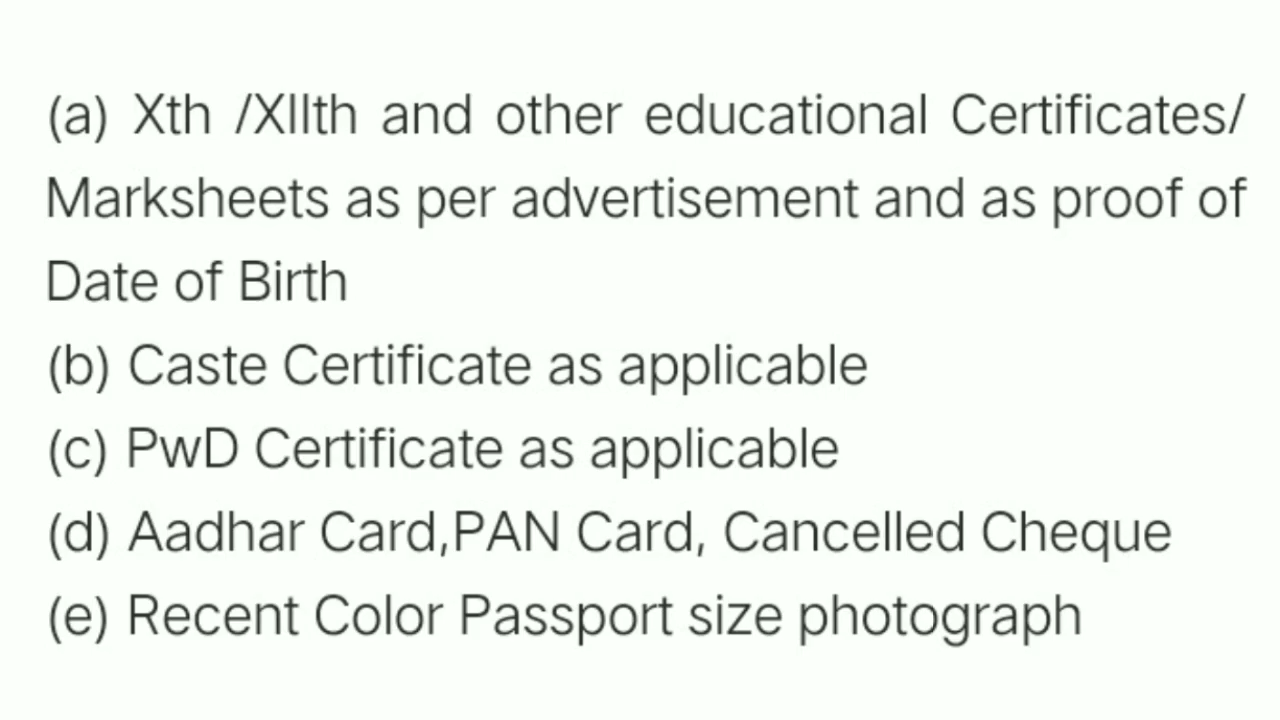 (a) Xth /XIIth and other educational Certificates/
Marksheets as per advertisement and as proof of
Date of Birth
(b) Caste Certificate as applicable
(c) PwD Certificate as applicable
(d) Aadhar Card,PAN Card, Cancelled Cheque
(e) Recent Color Passport size photograph